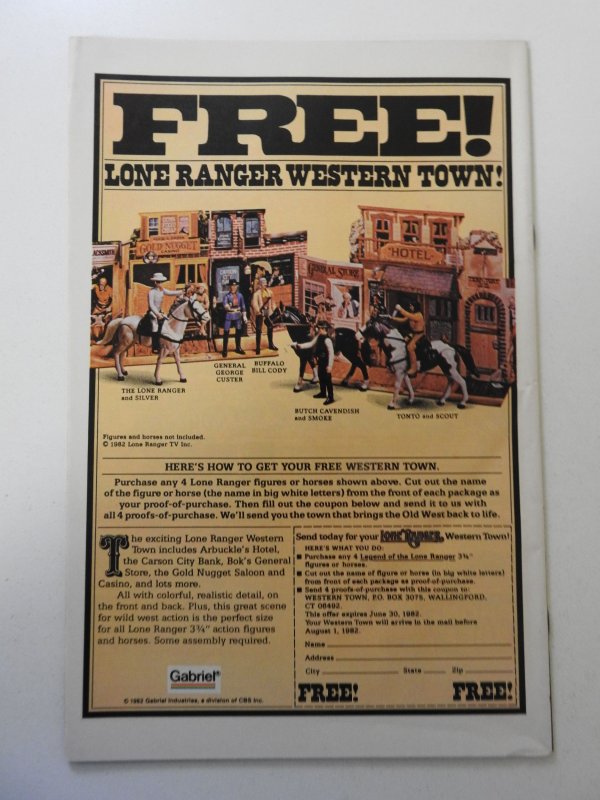 FREE!
LONE RANGER WESTERN TOWN!
GOLD NUGGET
CASINO
GENERAL STORE
HOTEL
THE LONE RANGER
and SILVER
GENERAL
GEORGE
CUSTER
BUFFALO
BILL CODY
BUTCH CAVENDISH
and SMOKE
TONTO and SCOUT
Figures and horses not included.
© 1982 Lone Ranger TV Inc.
HERE'S HOW TO GET YOUR FREE WESTERN TOWN.
Purchase any 4 Lone Ranger figures or horses shown above. Cut out the name
of the figure or horse (the name in big white letters) from the front of each package as
your proof-of-purchase. Then fill out the coupon below and send it to us with
all 4 proofs-of-purchase. We'll send you the town that brings the Old West back to life.
The exciting Lone Ranger Western
Town includes Arbuckle's Hotel,
the Carson City Bank, Bok's General
Store, the Gold Nugget Saloon and
Casino, and lots more.
All with colorful, realistic detail, on
the front and back. Plus, this great scene
for wild west action is the perfect size
for all Lone Ranger 3¾" action figures
and horses. Some assembly required.
Gabriel®
© 1982 Gabriel Industries, a division of CBS Inc.
Send today for your LONE RANGER Western Town!
HERE'S WHAT YOU DO:
■ Purchase any 4 Legend of the Lone Ranger 3¾"
figures or horses.
■ Cut out the name of figure or horse (in big white letters)
from front of each package as proof-of-purchase.
■ Send 4 proofs-of-purchase with this coupon to:
WESTERN TOWN, P.O. BOX 3075, WALLINGFORD,
CT 06492.
This offer expires June 30, 1982.
Your Western Town will arrive in the mail before
August 1, 1982.
Name
Address
City State Zip
FREE! FREE!